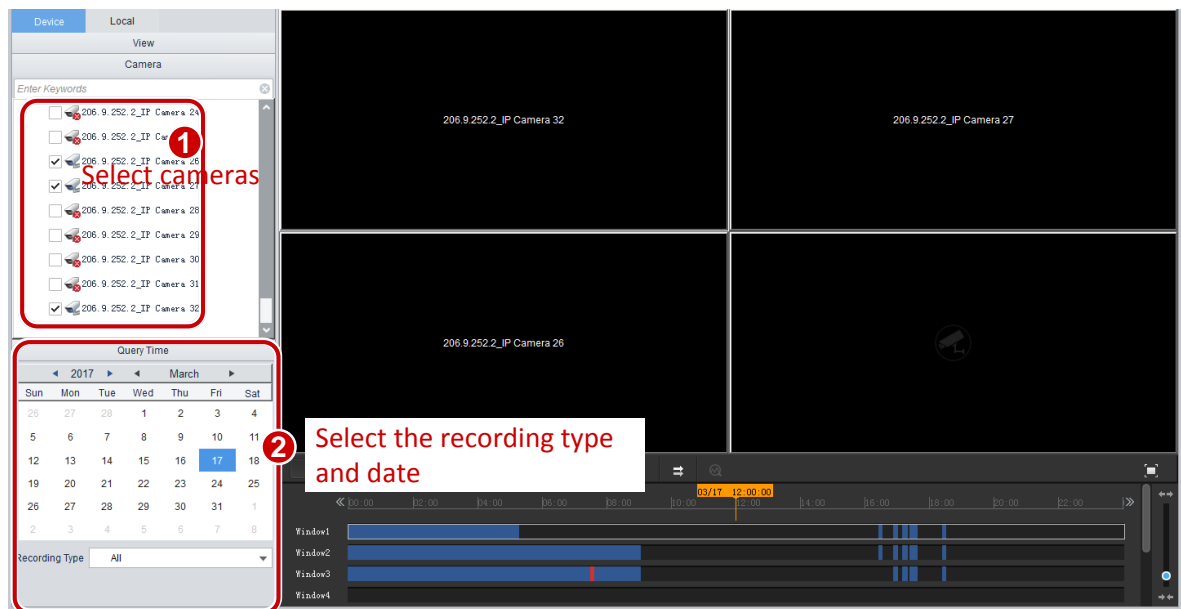 Device Local
View
Camera
Enter Keywords
206.9.252.2_IP Camera 24
206.9.252.2_IP
1
206.9.252.2_IP Camera 26
Select cameras
206.9.252.2_IP Camera 27
206.9.252.2_IP Camera 28
206.9.252.2_IP Camera 29
206.9.252.2_IP Camera 30
206.9.252.2_IP Camera 31
206.9.252.2_IP Camera 32
206.9.252.2_IP Camera 32
206.9.252.2_IP Camera 27
206.9.252.2_IP Camera 26
Query Time
2017 March
Sun Mon Tue Wed Thu Fri Sat
26 27 28 1 2 3 4
5 6 7 8 9 10 11
12 13 14 15 16 17 18
19 20 21 22 23 24 25
26 27 28 29 30 31 1
2 3 4 5 6 7 8
Recording Type All
2
Select the recording type
and date
03/17 12:00:00
00:00 02:00 04:00 06:00 08:00 10:00 12:00 14:00 16:00 18:00 20:00 22:00
Window1
Window2
Window3
Window4